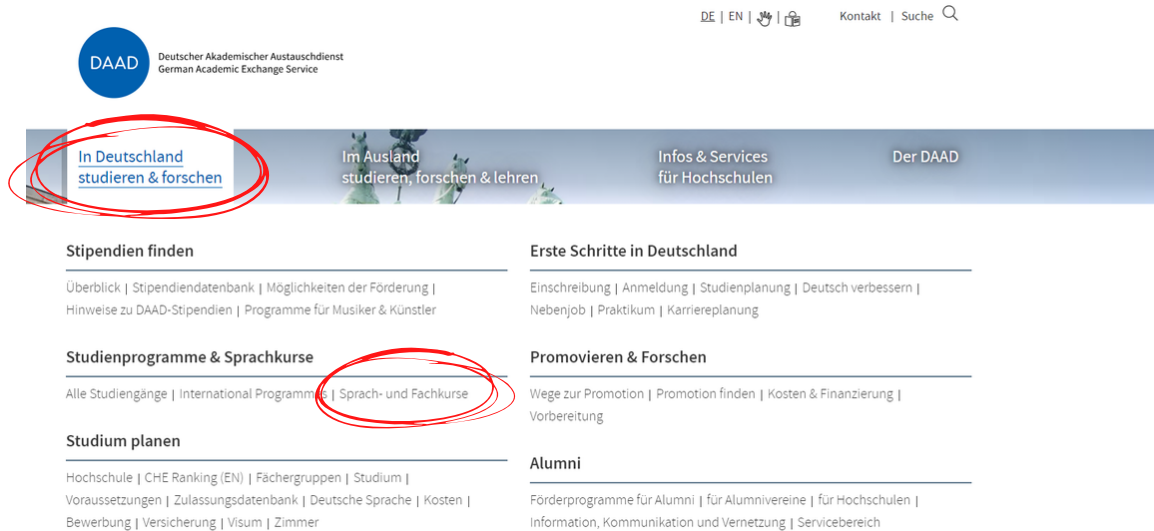 DE | EN | | Kontakt | Suche
DAAD
Deutscher Akademischer Austauschdienst
German Academic Exchange Service
In Deutschland
studieren & forschen
Im Ausland
studieren, forschen & lehren
Infos & Services
für Hochschulen
Der DAAD
Stipendien finden
Überblick | Stipendiendatenbank | Möglichkeiten der Förderung |
Hinweise zu DAAD-Stipendien | Programme für Musiker & Künstler
Studienprogramme & Sprachkurse
Alle Studiengänge | International Programmes | Sprach- und Fachkurse
Studium planen
Hochschule | CHE Ranking (EN) | Fächergruppen | Studium |
Voraussetzungen | Zulassungsdatenbank | Deutsche Sprache | Kosten |
Bewerbung | Versicherung | Visum | Zimmer
Erste Schritte in Deutschland
Einschreibung | Anmeldung | Studienplanung | Deutsch verbessern |
Nebenjob | Praktikum | Karriereplanung
Promovieren & Forschen
Wege zur Promotion | Promotion finden | Kosten & Finanzierung |
Vorbereitung
Alumni
Förderprogramme für Alumni | für Alumnivereine | für Hochschulen |
Information, Kommunikation und Vernetzung | Servicebereich